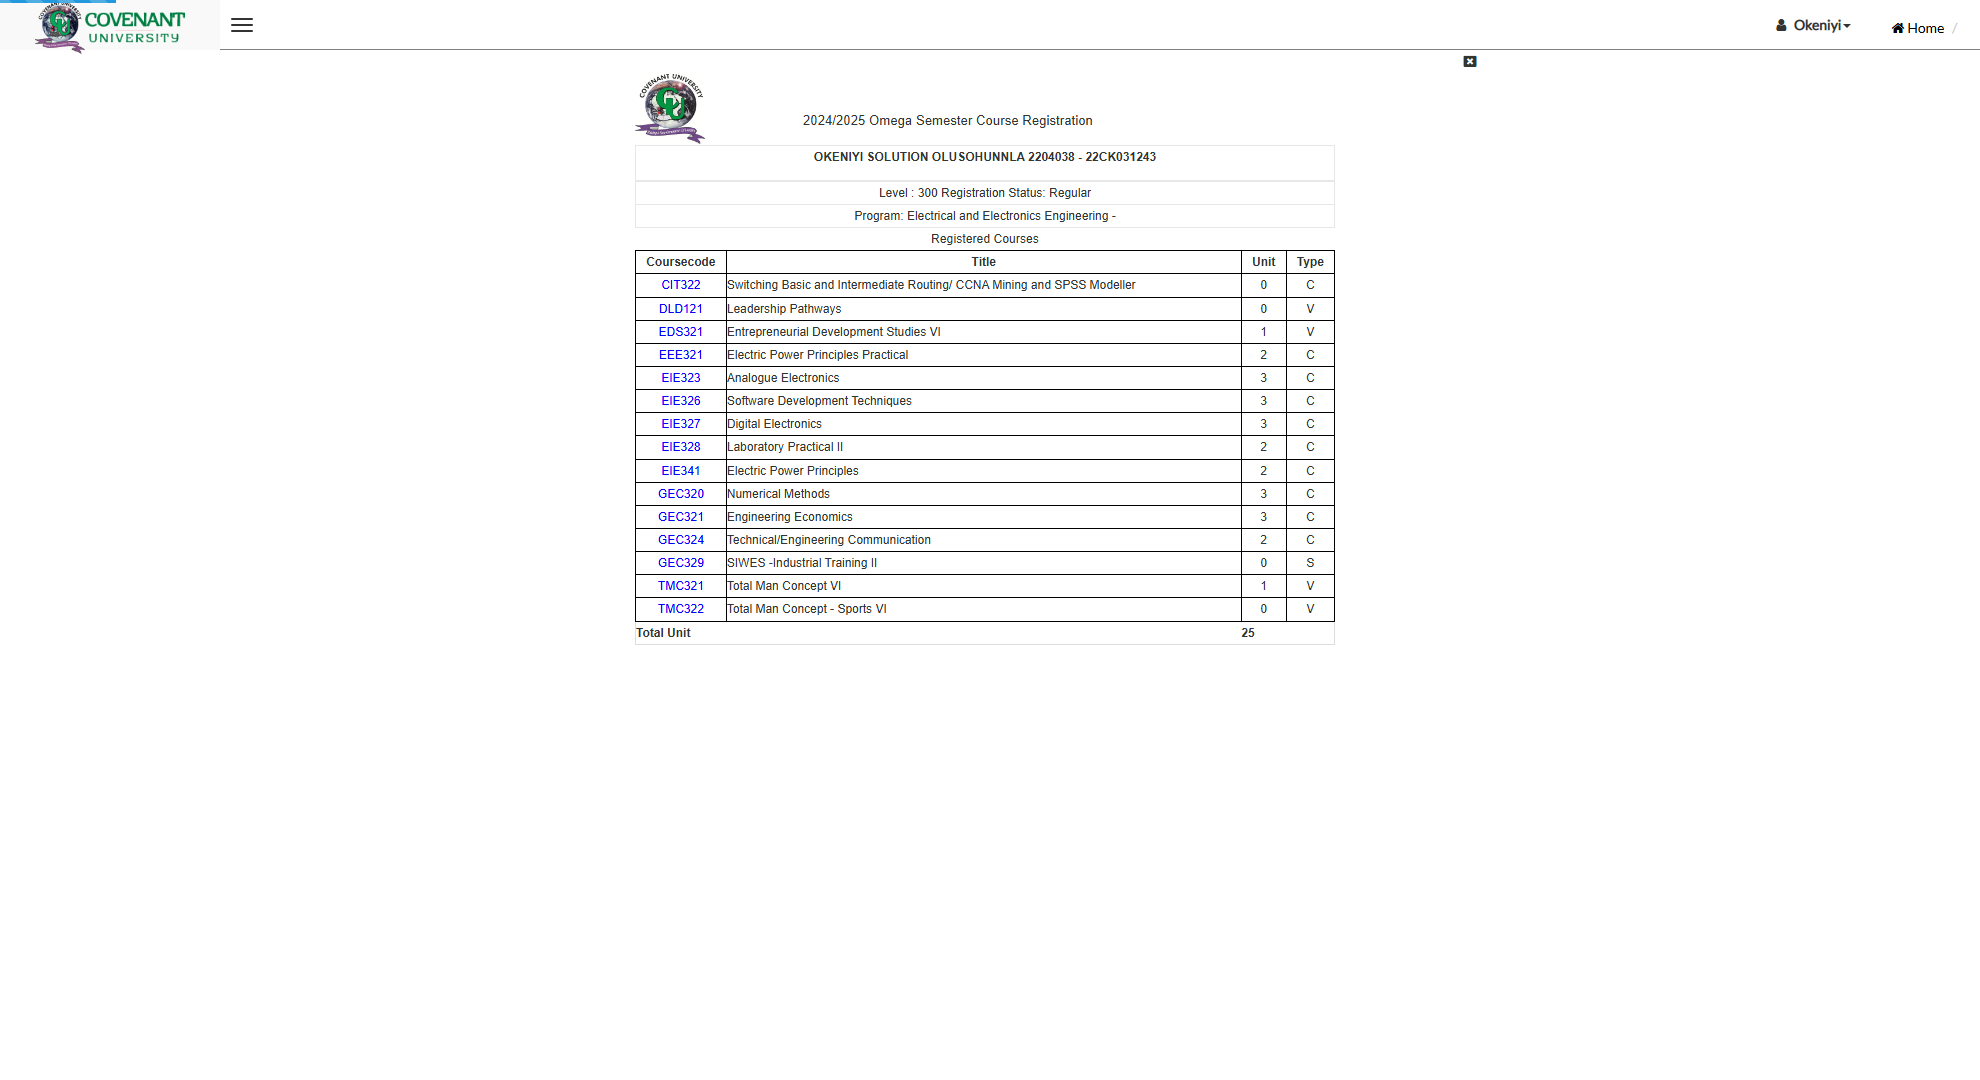 COVENANT
UNIVERSITY
Okeniyi
Home /
COVENANT UNIVERSITY
CU
2024/2025 Omega Semester Course Registration
OKENIYI SOLUTION OLUSOHUNNLA 2204038 - 22CK031243
Level : 300 Registration Status: Regular
Program: Electrical and Electronics Engineering -
Registered Courses
Coursecode Title Unit Type
CIT322 Switching Basic and Intermediate Routing/ CCNA Mining and SPSS Modeller 0 C
DLD121 Leadership Pathways 0 V
EDS321 Entrepreneurial Development Studies VI 1 V
EEE321 Electric Power Principles Practical 2 C
EIE323 Analogue Electronics 3 C
EIE326 Software Development Techniques 3 C
EIE327 Digital Electronics 3 C
EIE328 Laboratory Practical II 2 C
EIE341 Electric Power Principles 2 C
GEC320 Numerical Methods 3 C
GEC321 Engineering Economics 3 C
GEC324 Technical/Engineering Communication 2 C
GEC329 SIWES -Industrial Training II 0 S
TMC321 Total Man Concept VI 1 V
TMC322 Total Man Concept - Sports VI 0 V
Total Unit 25